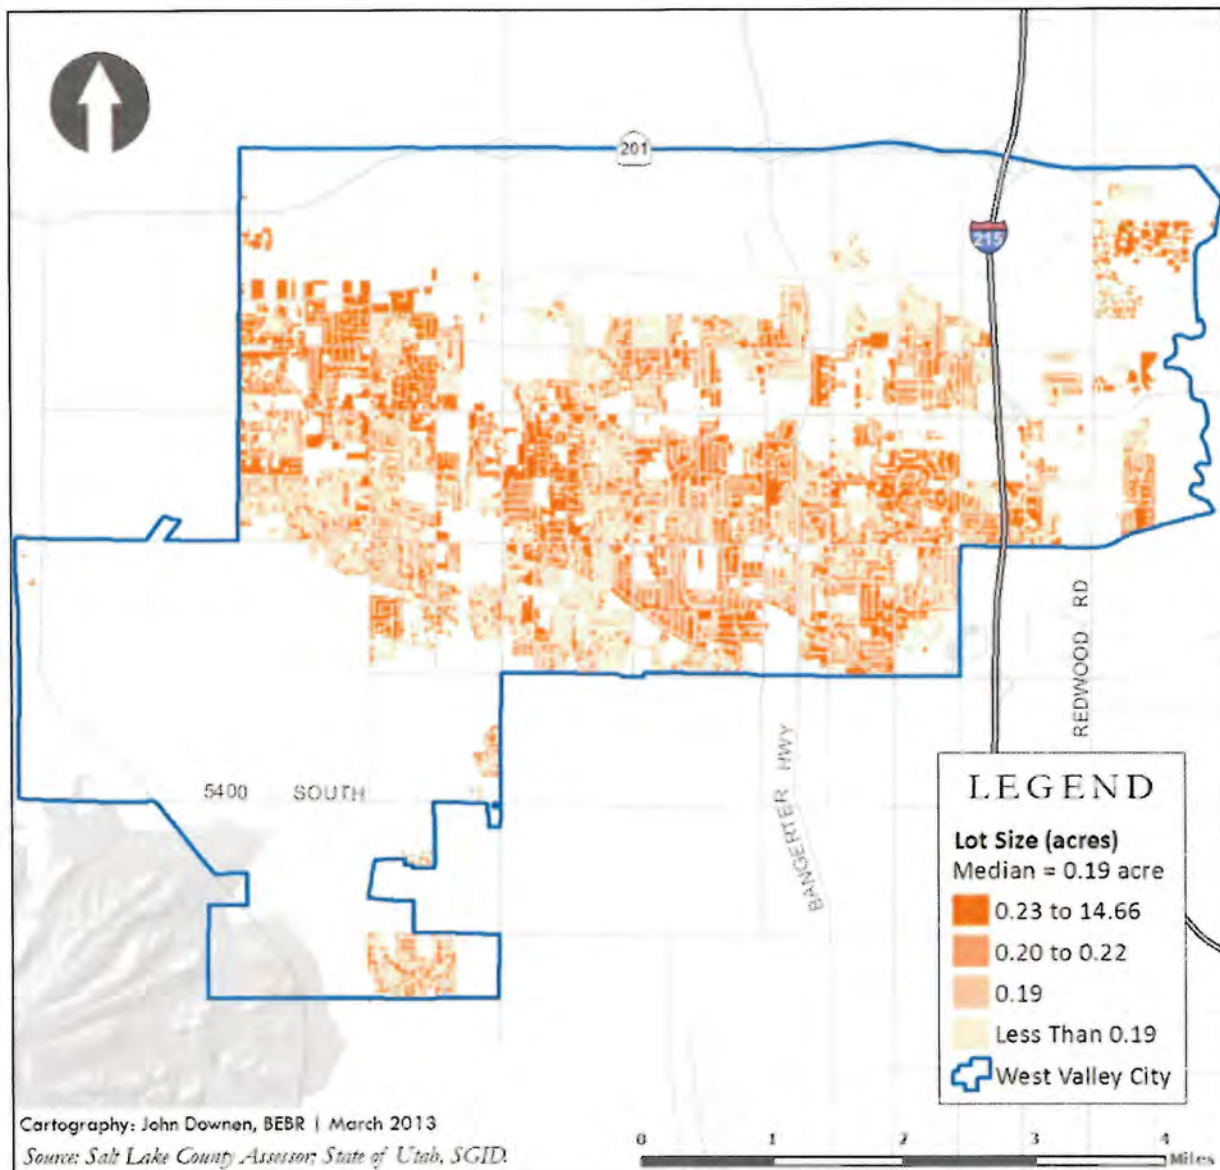 201
215
REDWOOD RD
BANGERTER HWY
5400 SOUTH
LEGEND
Lot Size (acres)
Median = 0.19 acre
0.23 to 14.66
0.20 to 0.22
0.19
Less Than 0.19
West Valley City
Cartography: John Downen, BEBR | March 2013
Source: Salt Lake County Assessor; State of Utah, SGID.
0 1 2 3 4
Miles